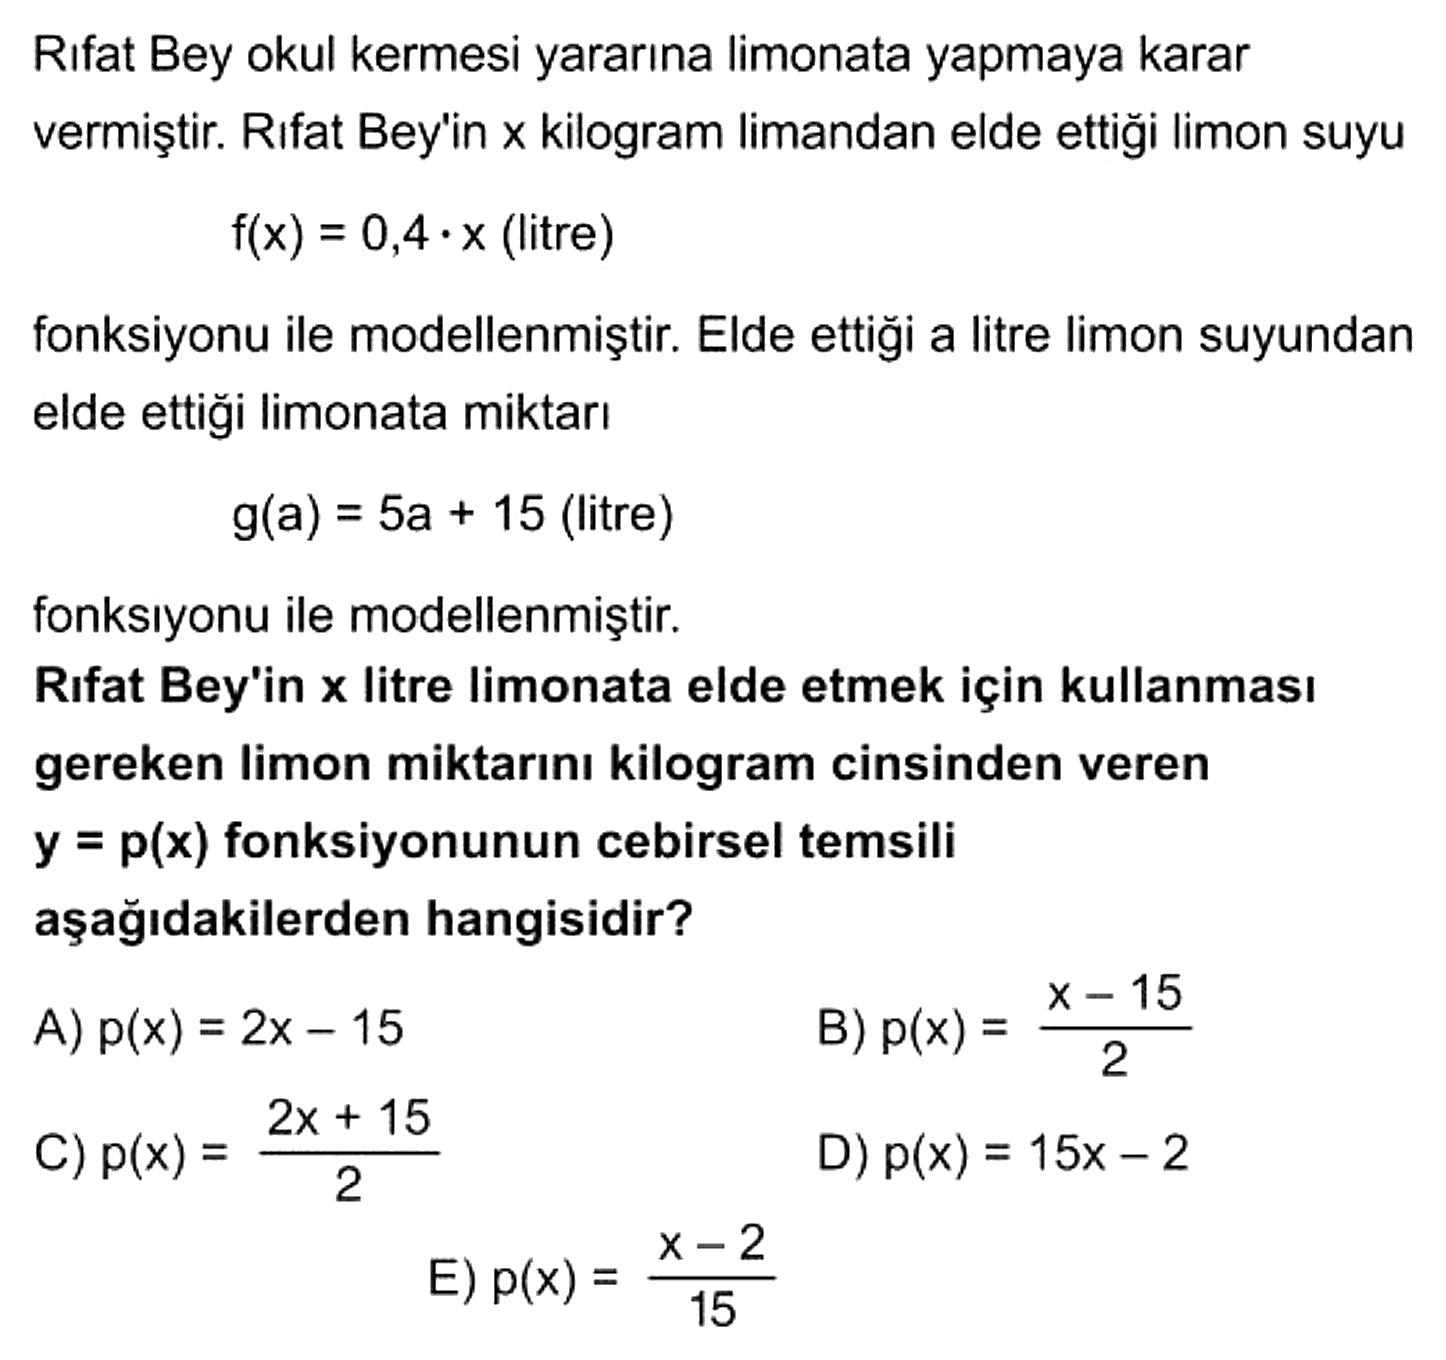 Rıfat Bey okul kermesi yararına limonata yapmaya karar
vermiştir. Rıfat Bey'in x kilogram limandan elde ettiği limon suyu
f(x) = 0,4 · x (litre)
fonksiyonu ile modellenmiştir. Elde ettiği a litre limon suyundan
elde ettiği limonata miktarı
g(a) = 5a + 15 (litre)
fonksıyonu ile modellenmiştir.
Rıfat Bey'in x litre limonata elde etmek için kullanması
gereken limon miktarını kilogram cinsinden veren
y = p(x) fonksiyonunun cebirsel temsili
aşağıdakilerden hangisidir?
A) p(x) = 2x – 15
B) p(x) = (x – 15)/2
C) p(x) = (2x + 15)/2
D) p(x) = 15x – 2
E) p(x) = (x – 2)/15